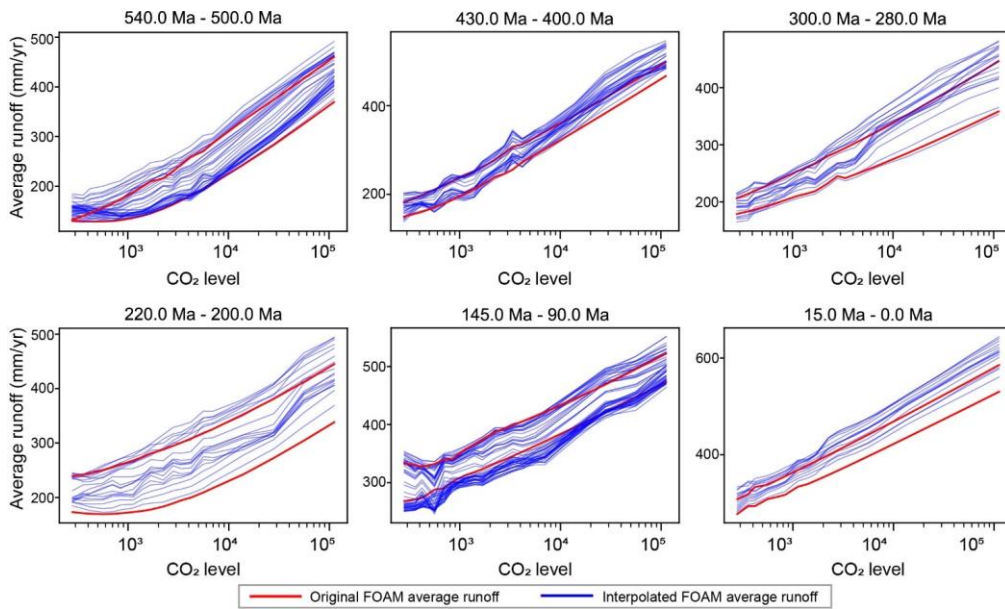 540.0 Ma - 500.0 Ma
430.0 Ma - 400.0 Ma
300.0 Ma - 280.0 Ma
Average runoff (mm/yr)
500
400
300
200
10³
10⁴
10⁵
CO₂ level
400
200
10³
10⁴
10⁵
CO₂ level
400
300
200
10³
10⁴
10⁵
CO₂ level
220.0 Ma - 200.0 Ma
145.0 Ma - 90.0 Ma
15.0 Ma - 0.0 Ma
Average runoff (mm/yr)
500
400
300
200
10³
10⁴
10⁵
CO₂ level
500
400
300
10³
10⁴
10⁵
CO₂ level
600
400
10³
10⁴
10⁵
CO₂ level
Original FOAM average runoff
Interpolated FOAM average runoff